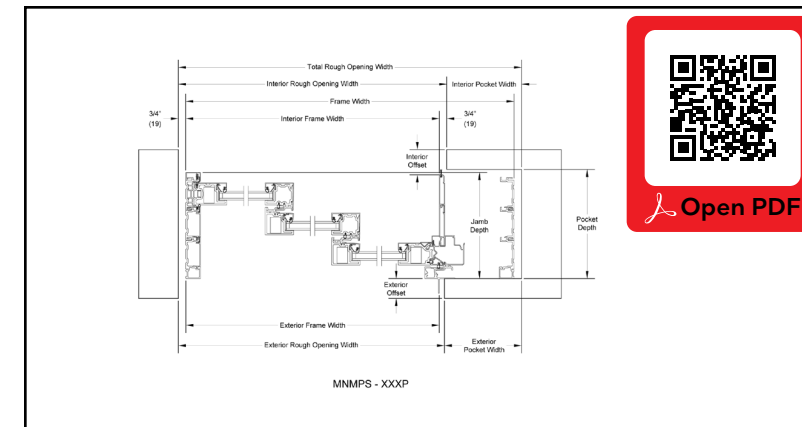 Total Rough Opening Width
Interior Rough Opening Width
Interior Pocket Width
Frame Width
3/4"
(19)
Interior Frame Width
3/4"
(19)
Interior
Offset
Jamb
Depth
Pocket
Depth
Exterior
Offset
Exterior Frame Width
Exterior Rough Opening Width
Exterior
Pocket Width
MNMPS - XXXP
Open PDF